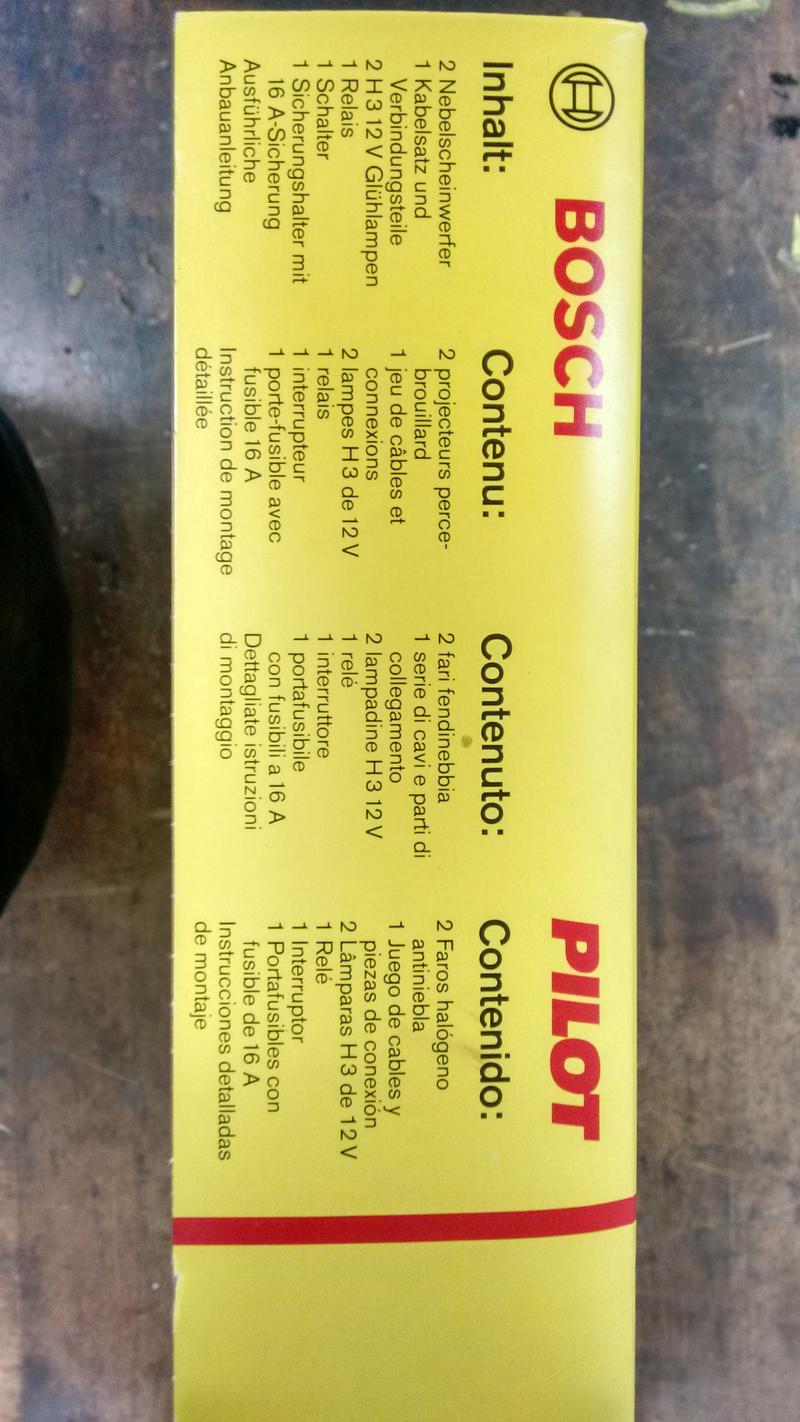 BOSCH
PILOT
Inhalt:
2 Nebelscheinwerfer
1 Kabelsatz und
Verbindungsteile
2 H 3 12 V Glühlampen
1 Relais
1 Schalter
1 Sicherungshalter mit
16 A-Sicherung
Ausführliche
Anbauanleitung
Contenu:
2 projecteurs perce-
brouillard
1 jeu de câbles et
connexions
2 lampes H 3 de 12 V
1 relais
1 interrupteur
1 porte-fusible avec
fusible 16 A
Instruction de montage
détaillée
Contenuto:
2 fari fendinebbia
1 serie di cavi e parti di
collegamento
2 lampadine H 3 12 V
1 relé
1 interruttore
1 portafusibile
con fusibili a 16 A
Dettagliate istruzioni
di montaggio
Contenido:
2 Faros halógeno
antiniebla
1 Juego de cables y
piezas de conexión
2 Lâmparas H 3 de 12 V
1 Relé
1 Interruptor
1 Portafusibles con
fusible de 16 A
Instrucciones detalladas
de montaje